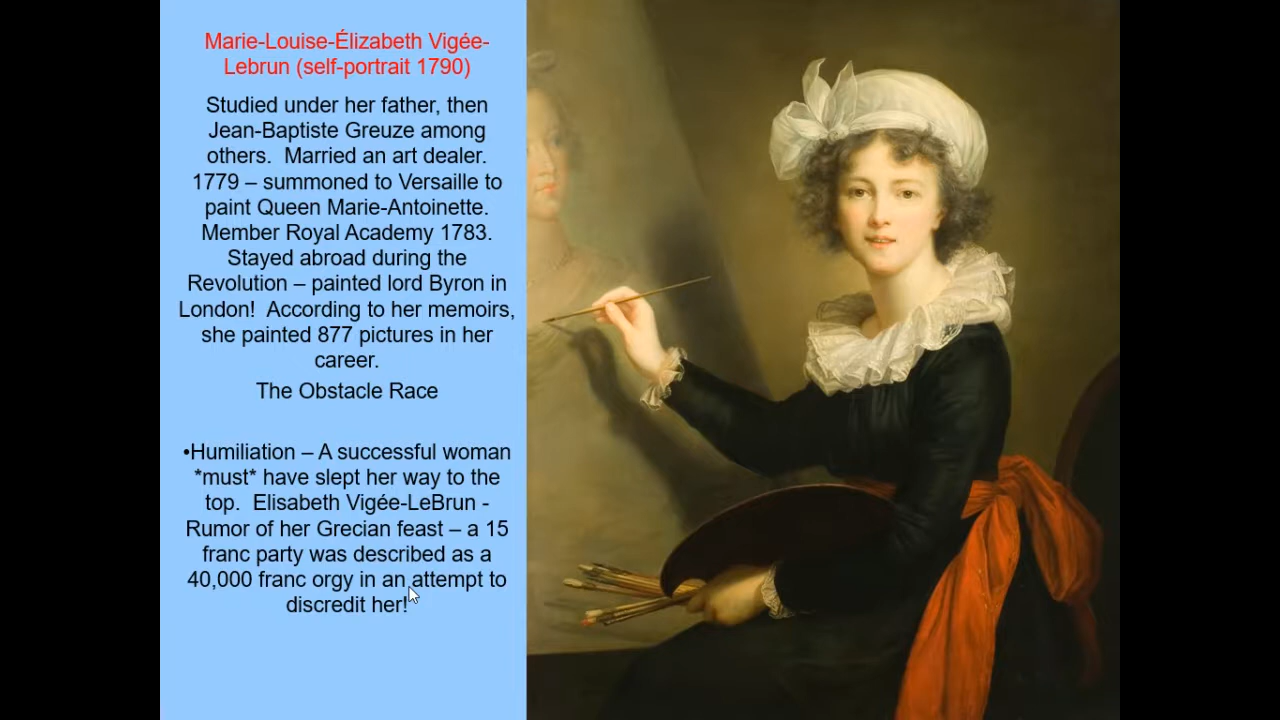 Marie-Louise-Élizabeth Vigée-
Lebrun (self-portrait 1790)
Studied under her father, then
Jean-Baptiste Greuze among
others.  Married an art dealer.
1779 – summoned to Versaille to
paint Queen Marie-Antoinette.
Member Royal Academy 1783.
Stayed abroad during the
Revolution – painted lord Byron in
London!  According to her memoirs,
she painted 877 pictures in her
career.
The Obstacle Race
•Humiliation – A successful woman
*must* have slept her way to the
top.  Elisabeth Vigée-LeBrun -
Rumor of her Grecian feast – a 15
franc party was described as a
40,000 franc orgy in an attempt to
discredit her!